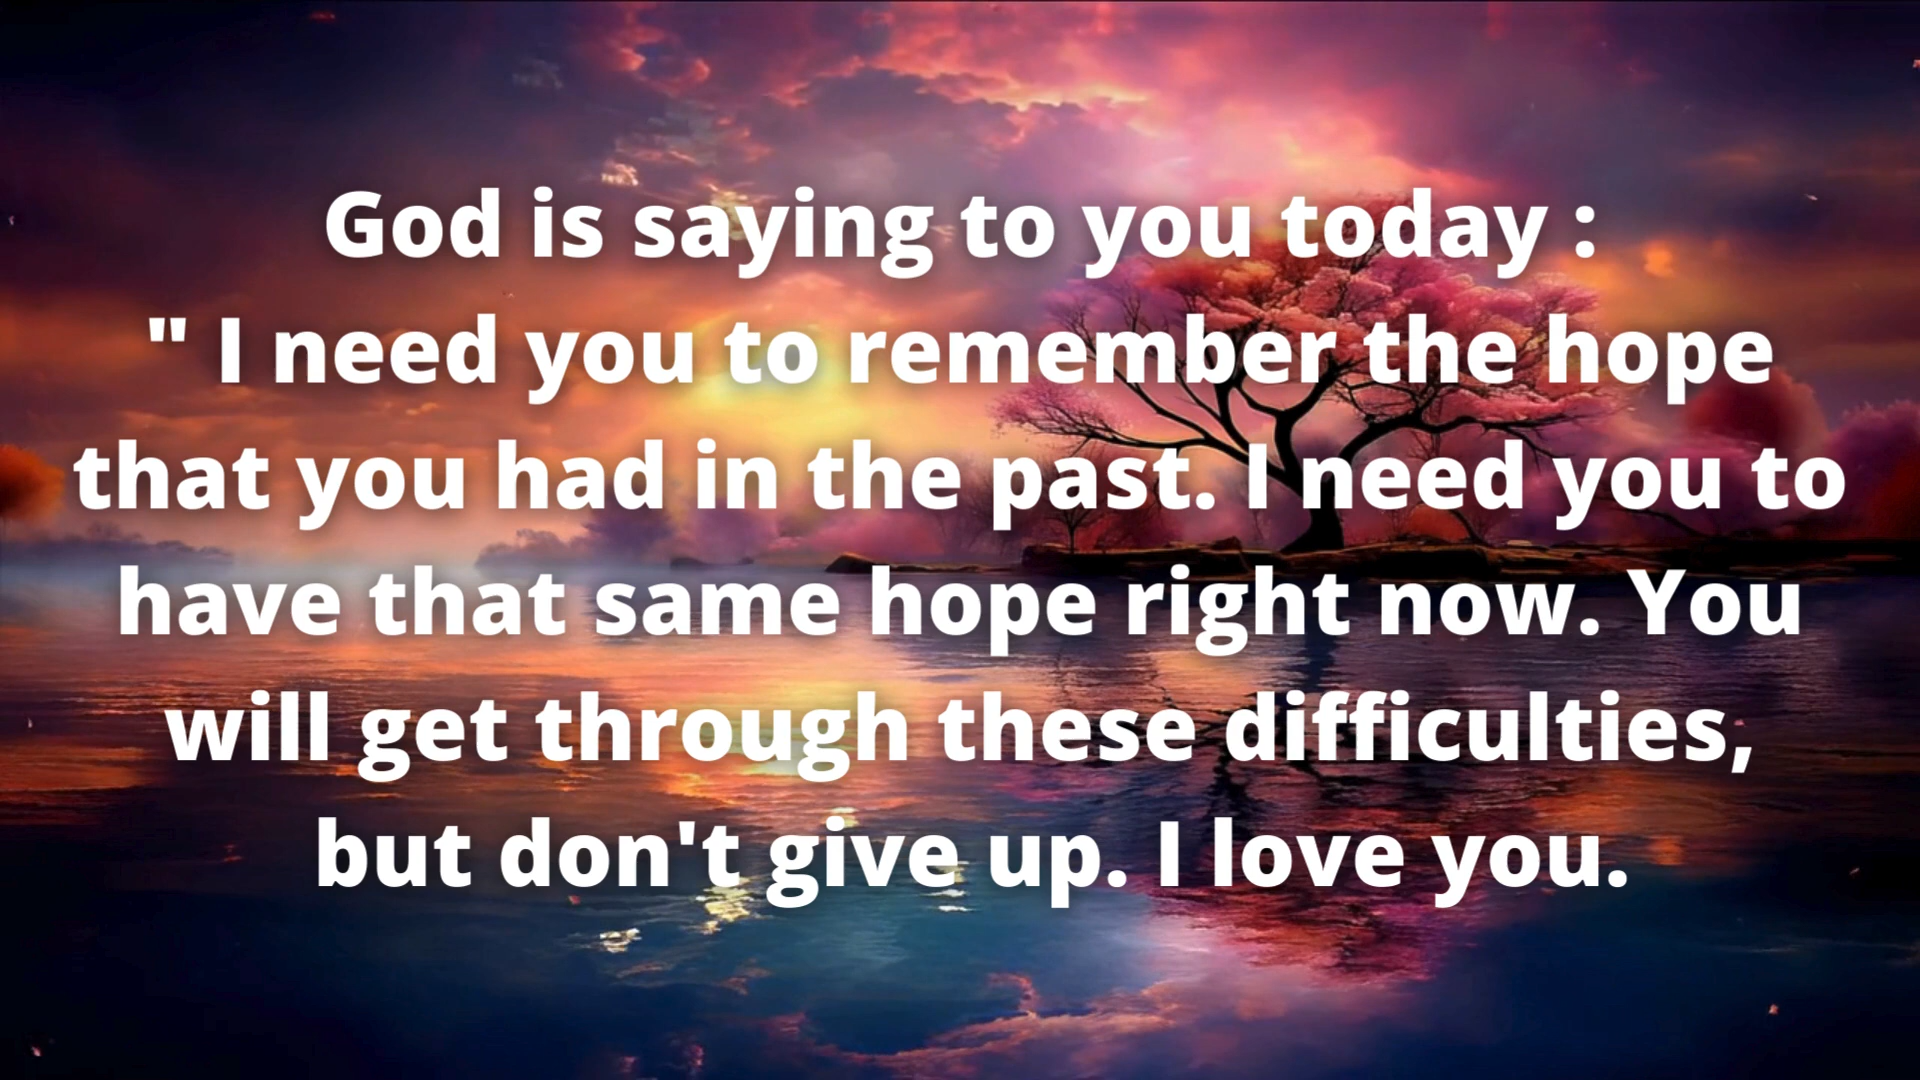 God is saying to you today :
" I need you to remember the hope
that you had in the past. I need you to
have that same hope right now. You
will get through these difficulties,
but don't give up. I love you.